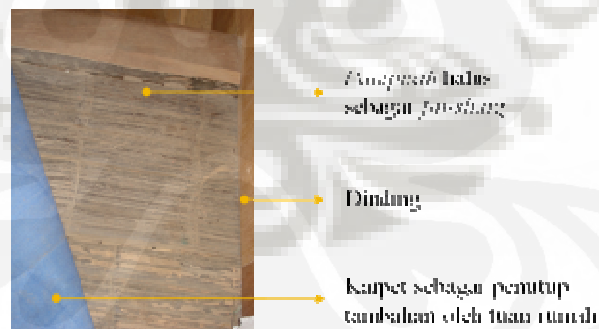 halus
sebagai
Dinding
Karpet sebagai penutup
tambahan oleh tuan rumah